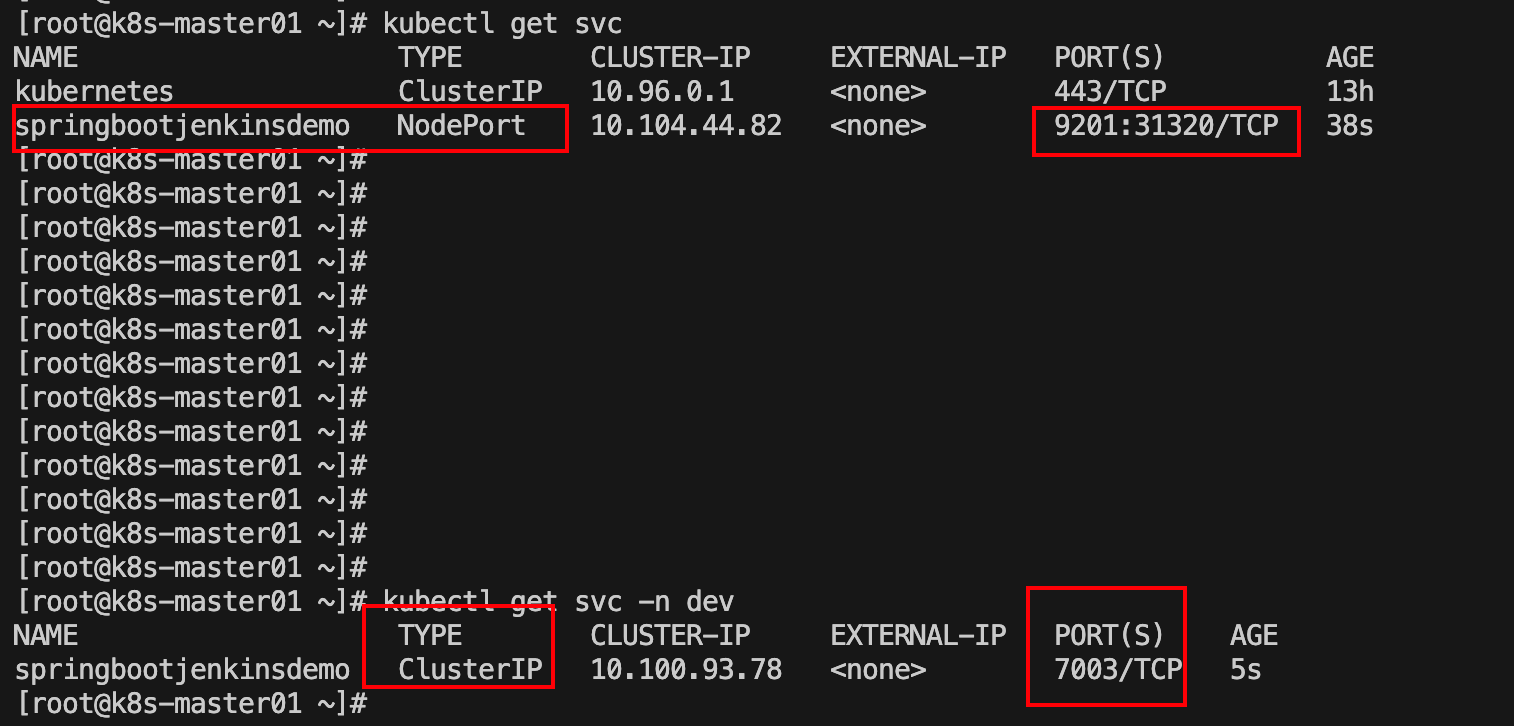 [root@k8s-master01 ~]# kubectl get svc
NAME TYPE CLUSTER-IP EXTERNAL-IP PORT(S) AGE
kubernetes ClusterIP 10.96.0.1 <none> 443/TCP 13h
springbootjenkinsdemo NodePort 10.104.44.82 <none> 9201:31320/TCP 38s
[root@k8s-master01 ~]#
[root@k8s-master01 ~]#
[root@k8s-master01 ~]#
[root@k8s-master01 ~]#
[root@k8s-master01 ~]#
[root@k8s-master01 ~]#
[root@k8s-master01 ~]#
[root@k8s-master01 ~]#
[root@k8s-master01 ~]#
[root@k8s-master01 ~]#
[root@k8s-master01 ~]#
[root@k8s-master01 ~]#
[root@k8s-master01 ~]#
[root@k8s-master01 ~]# kubectl get svc -n dev
NAME TYPE CLUSTER-IP EXTERNAL-IP PORT(S) AGE
springbootjenkinsdemo ClusterIP 10.100.93.78 <none> 7003/TCP 5s
[root@k8s-master01 ~]#